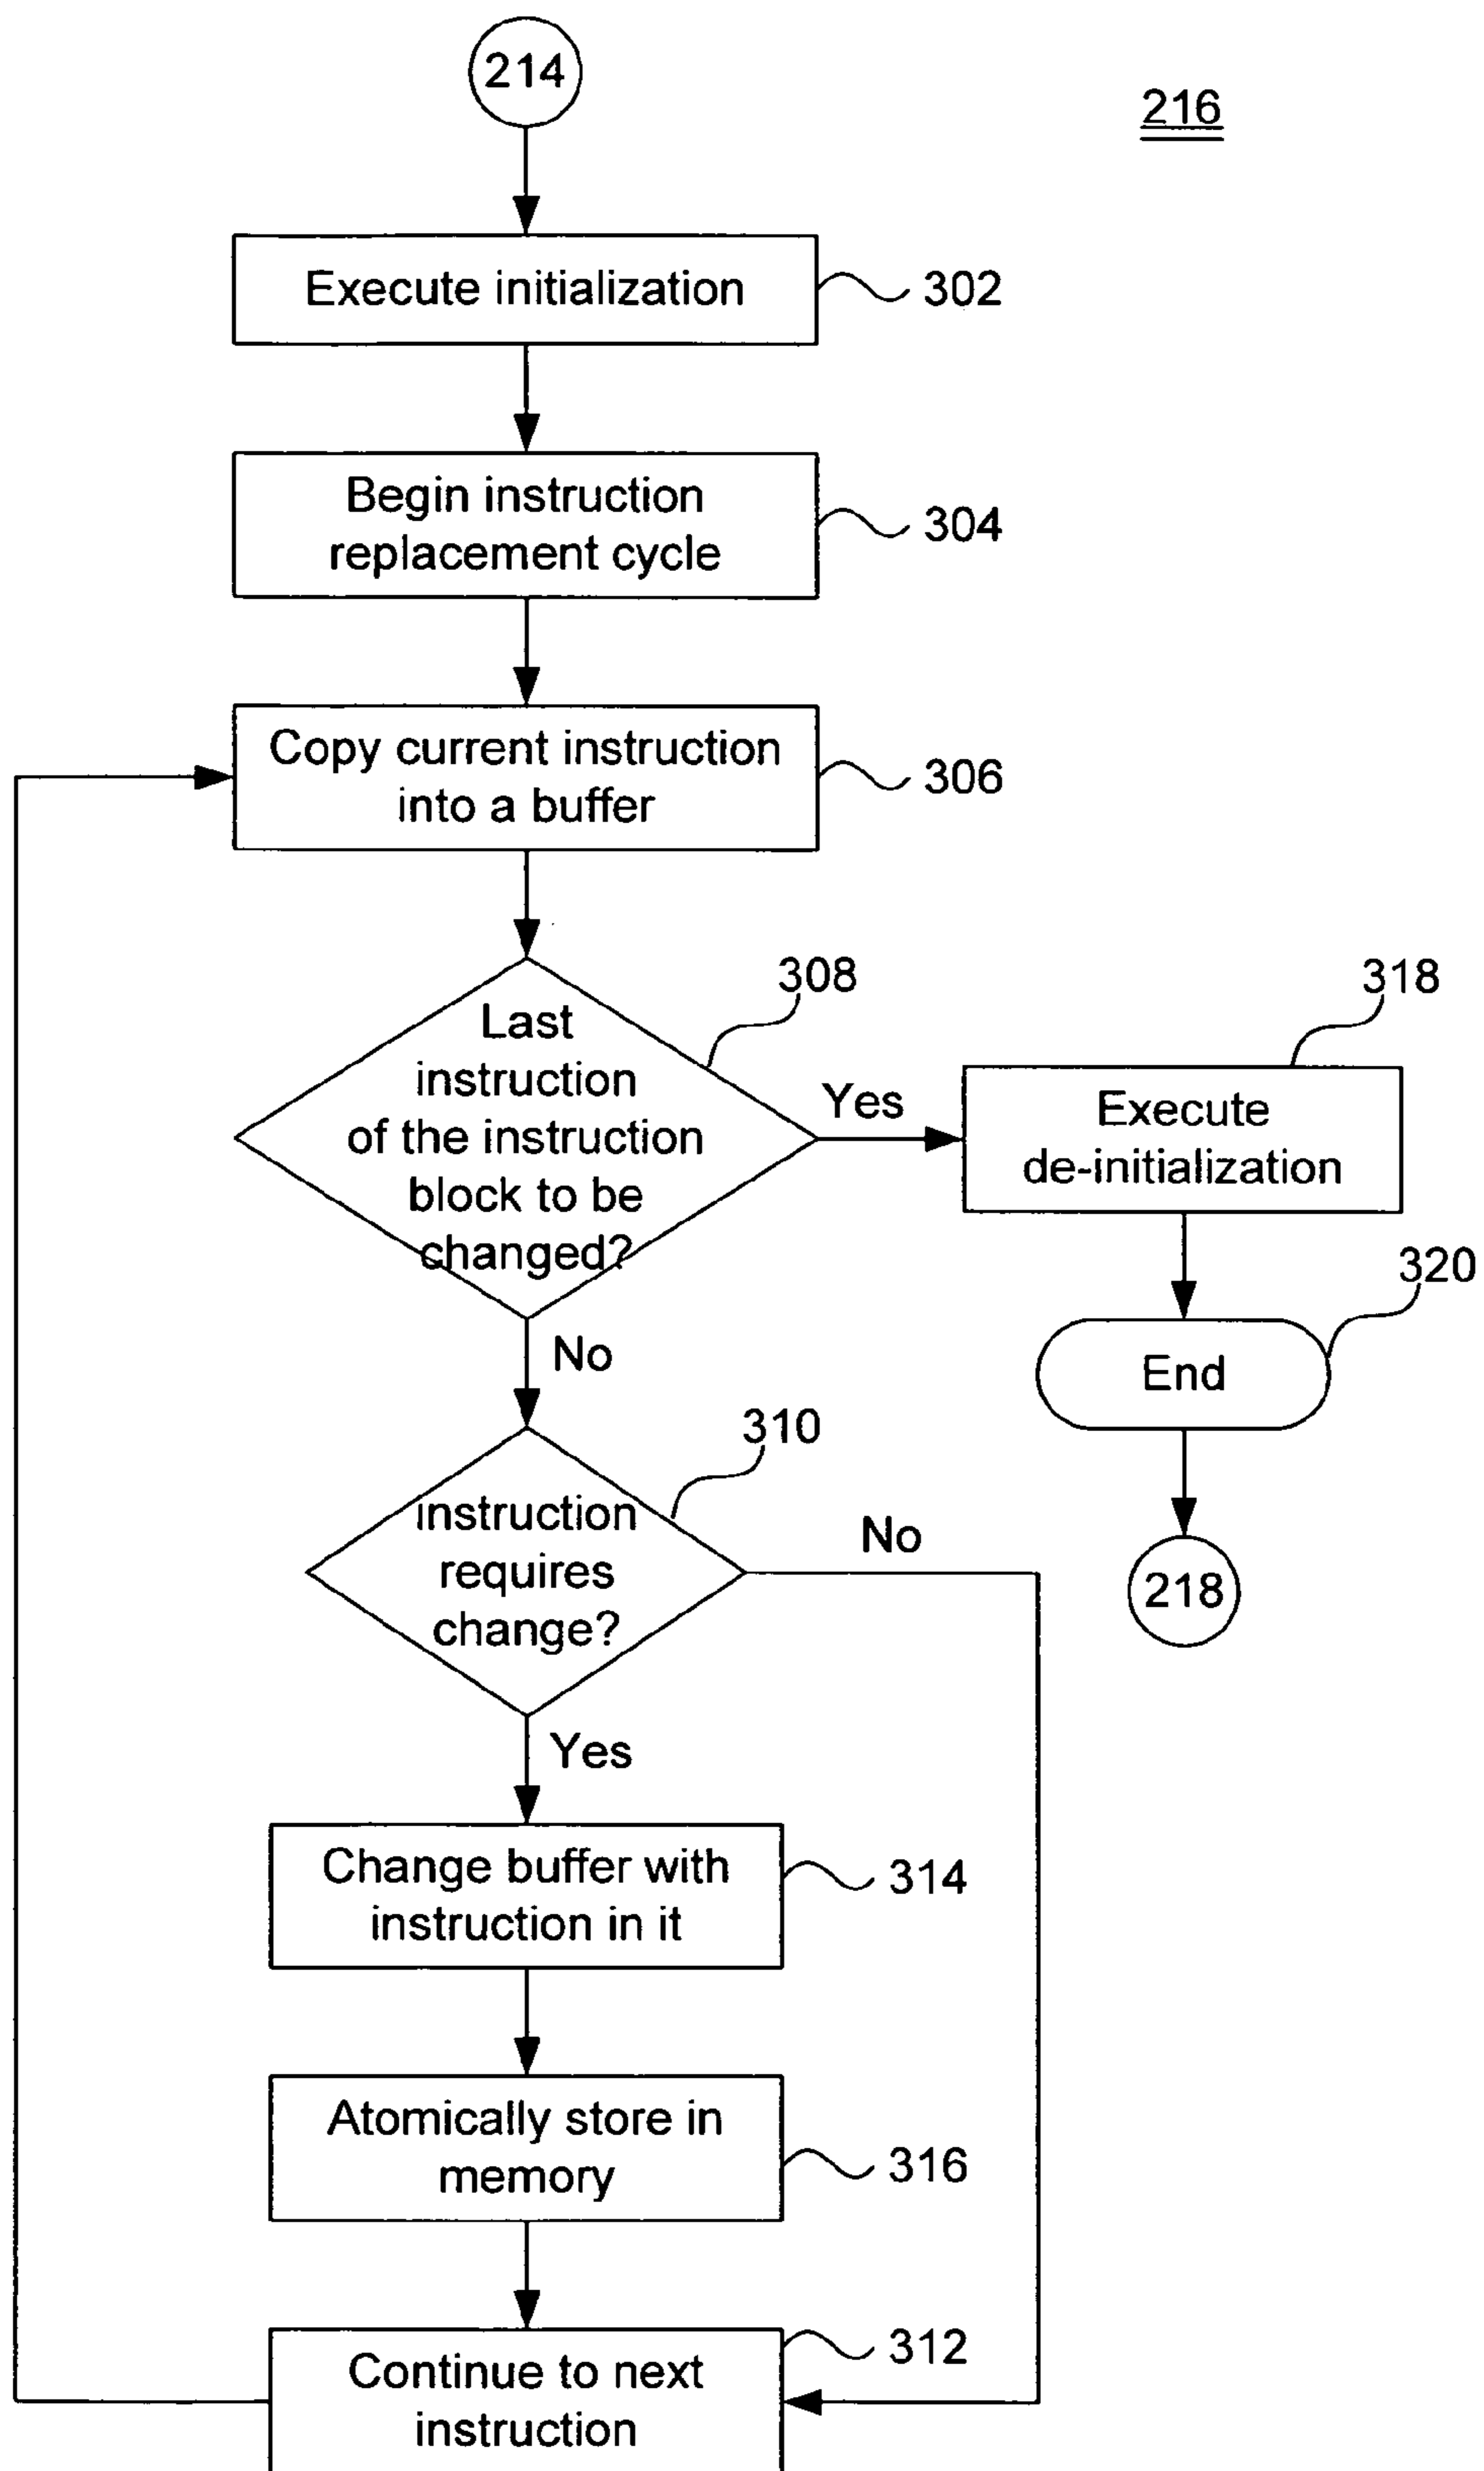 214
216
Execute initialization
302
Begin instruction
replacement cycle
304
Copy current instruction
into a buffer
306
Last
instruction
of the instruction
block to be
changed?
308
Yes
318
Execute
de-initialization
320
End
218
No
310
instruction
requires
change?
No
Yes
Change buffer with
instruction in it
314
Atomically store in
memory
316
Continue to next
instruction
312